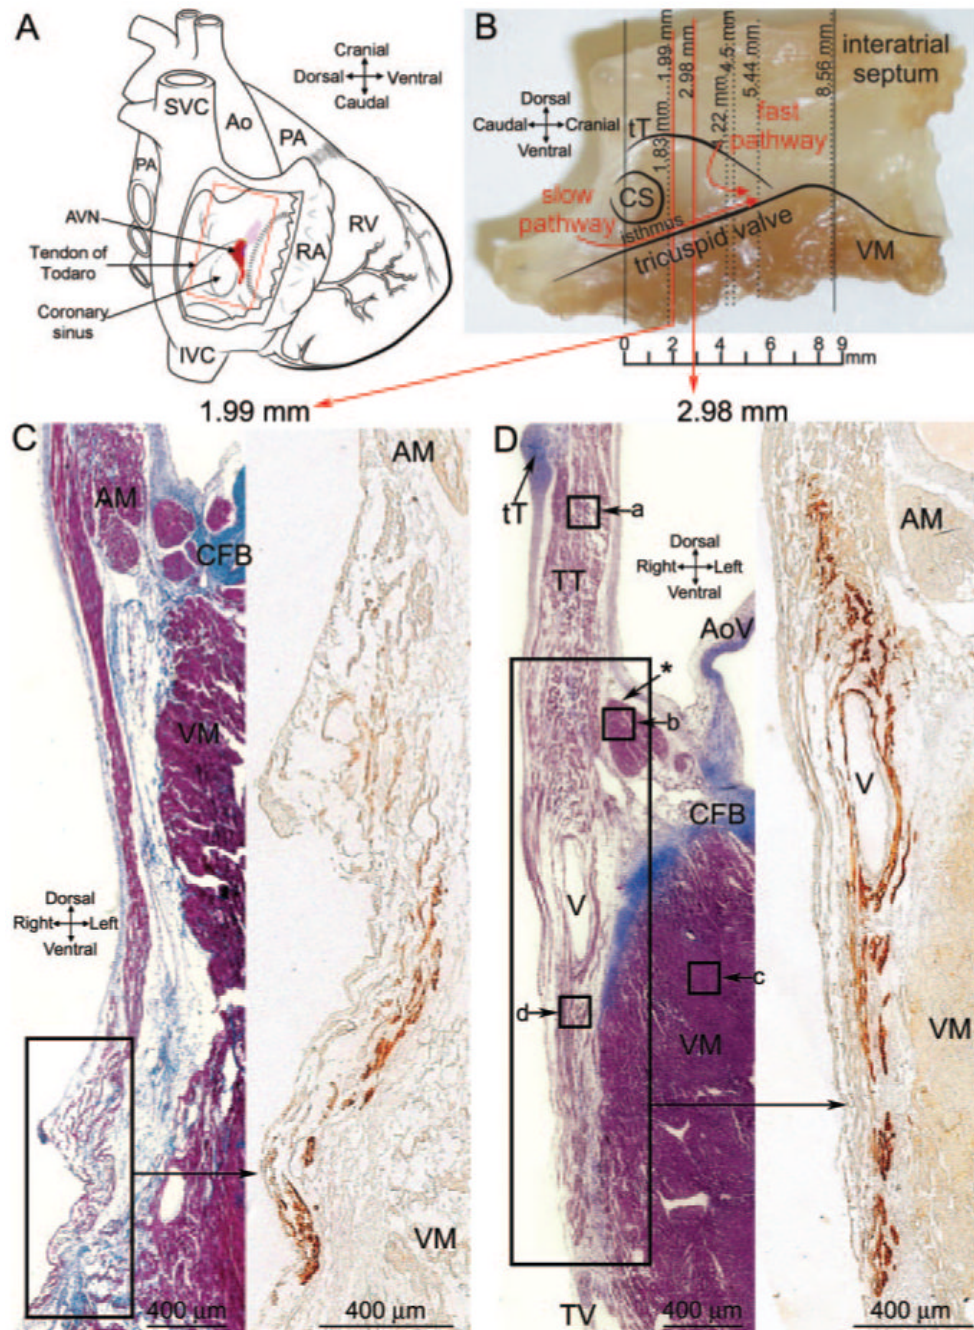 A
Cranial
Dorsal
Ventral
Caudal
SVC
Ao
PA
PA
AVN
RV
RA
Tendon of
Todaro
Coronary
sinus
IVC
B
1.83 mm
1.99 mm
2.98 mm
4.5 mm
5.44 mm
8.56 mm
interatrial
septum
Dorsal
Caudal
Cranial
Ventral
tT
fast
pathway
CS
slow
pathway
isthmus
tricuspid valve
VM
0 2 4 6 8 9
mm
1.99 mm
2.98 mm
C
AM
CFB
VM
Dorsal
Right
Left
Ventral
400 µm
AM
VM
400 µm
D
tT
a
Dorsal
Right
Left
Ventral
TT
AoV
*
b
CFB
V
c
d
VM
TV
400 µm
AM
V
VM
400 µm